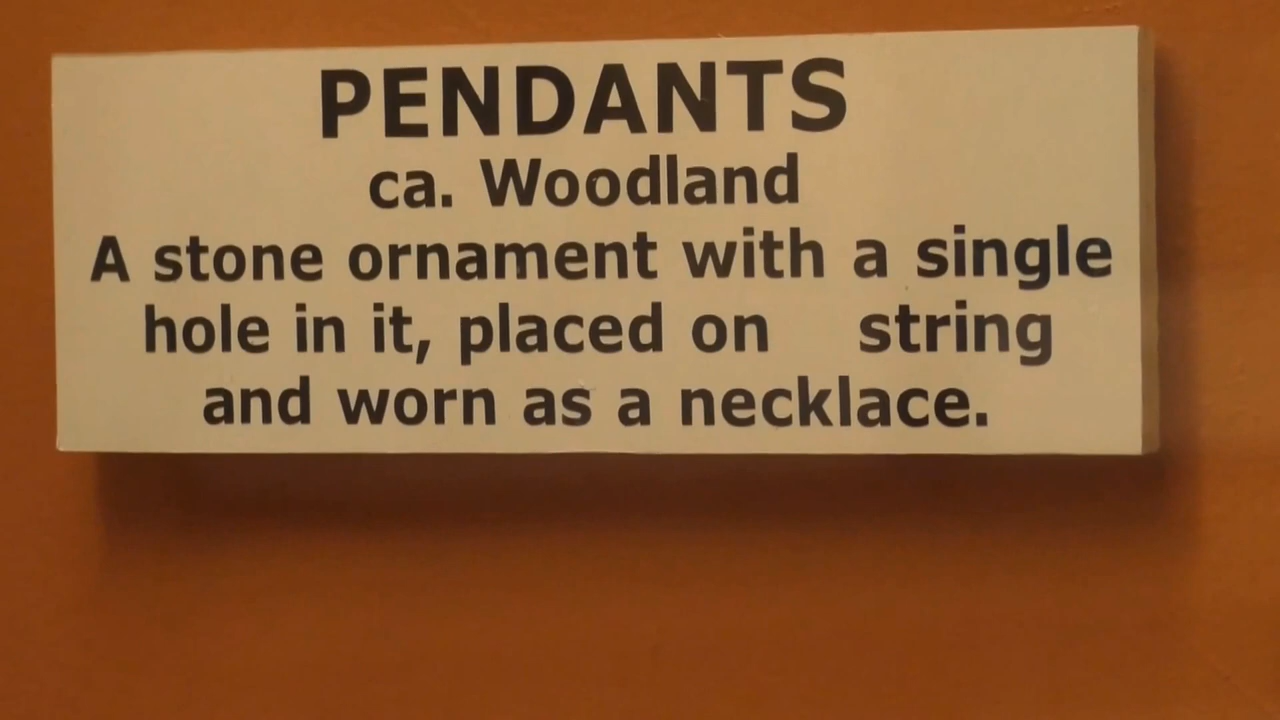 PENDANTS
ca. Woodland
A stone ornament with a single
hole in it, placed on string
and worn as a necklace.